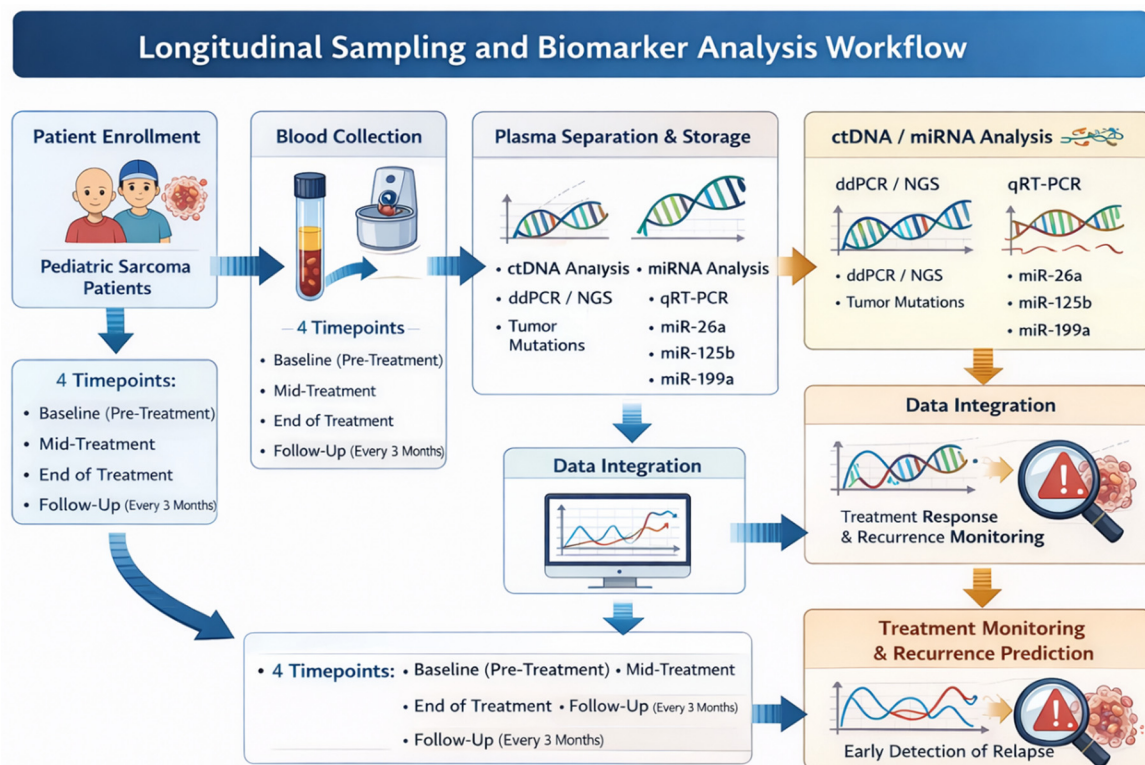 Longitudinal Sampling and Biomarker Analysis Workflow
Patient Enrollment
Pediatric Sarcoma
Patients
4 Timepoints:
• Baseline (Pre-Treatment)
• Mid-Treatment
• End of Treatment
• Follow-Up (Every 3 Months)
Blood Collection
4 Timepoints
• Baseline (Pre-Treatment)
• Mid-Treatment
• End of Treatment
• Follow-Up (Every 3 Months)
Plasma Separation & Storage
• ctDNA Analysis
• ddPCR / NGS
• Tumor
Mutations
• miRNA Analysis
• qRT-PCR
• miR-26a
• miR-125b
• miR-199a
ctDNA / miRNA Analysis
ddPCR / NGS
• ddPCR / NGS
• Tumor Mutations
qRT-PCR
• miR-26a
• miR-125b
• miR-199a
Data Integration
Data Integration
Treatment Response
& Recurrence Monitoring
• 4 Timepoints: • Baseline (Pre-Treatment) • Mid-Treatment
• End of Treatment • Follow-Up (Every 3 Months)
• Follow-Up (Every 3 Months)
Treatment Monitoring
& Recurrence Prediction
Early Detection of Relapse